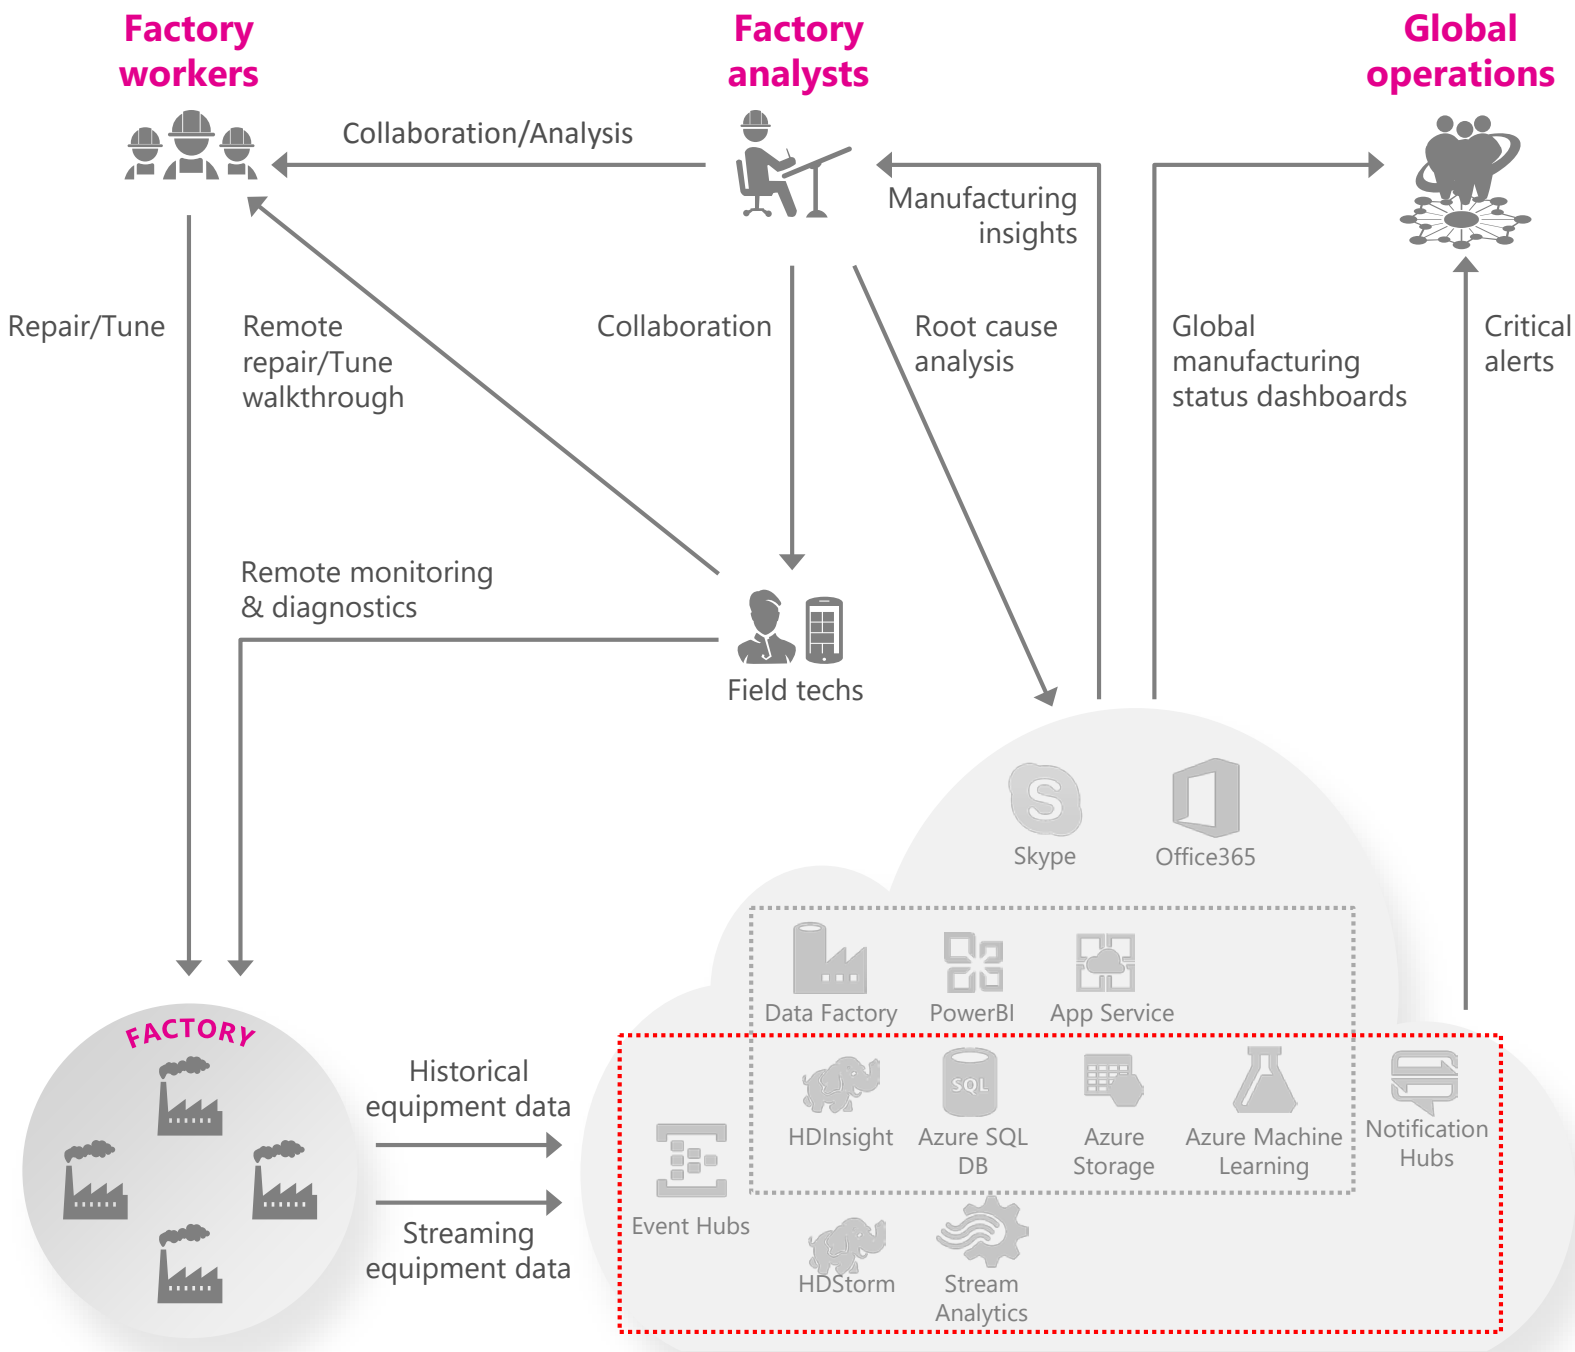 Factory
workers
Factory
analysts
Global
operations
Collaboration/Analysis
Manufacturing
insights
Repair/Tune
Remote
repair/Tune
walkthrough
Collaboration
Root cause
analysis
Global
manufacturing
status dashboards
Critical
alerts
Remote monitoring
& diagnostics
Field techs
S
Skype
Office365
Data Factory
PowerBI
App Service
FACTORY
Historical
equipment data
Streaming
equipment data
SQL
HDInsight
Azure SQL
DB
Azure
Storage
Azure Machine
Learning
Notification
Hubs
Event Hubs
HDStorm
Stream
Analytics